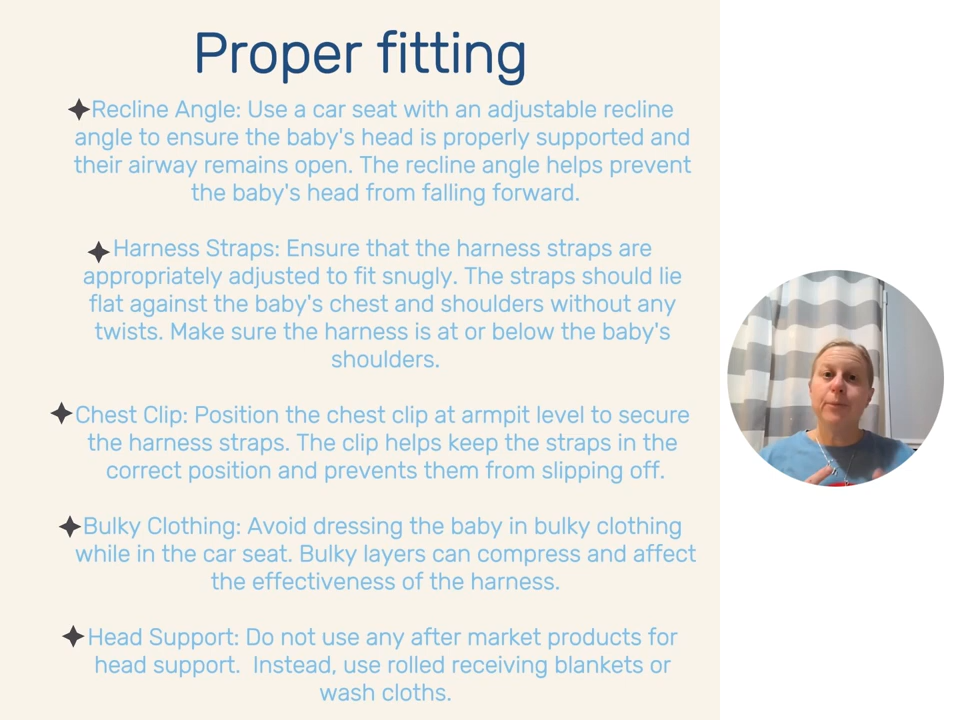 Proper fitting
Recline Angle: Use a car seat with an adjustable recline
angle to ensure the baby's head is properly supported and
their airway remains open. The recline angle helps prevent
the baby's head from falling forward.
Harness Straps: Ensure that the harness straps are
appropriately adjusted to fit snugly. The straps should lie
flat against the baby's chest and shoulders without any
twists. Make sure the harness is at or below the baby's
shoulders.
Chest Clip: Position the chest clip at armpit level to secure
the harness straps. The clip helps keep the straps in the
correct position and prevents them from slipping off.
Bulky Clothing: Avoid dressing the baby in bulky clothing
while in the car seat. Bulky layers can compress and affect
the effectiveness of the harness.
Head Support: Do not use any after market products for
head support.  Instead, use rolled receiving blankets or
wash cloths.